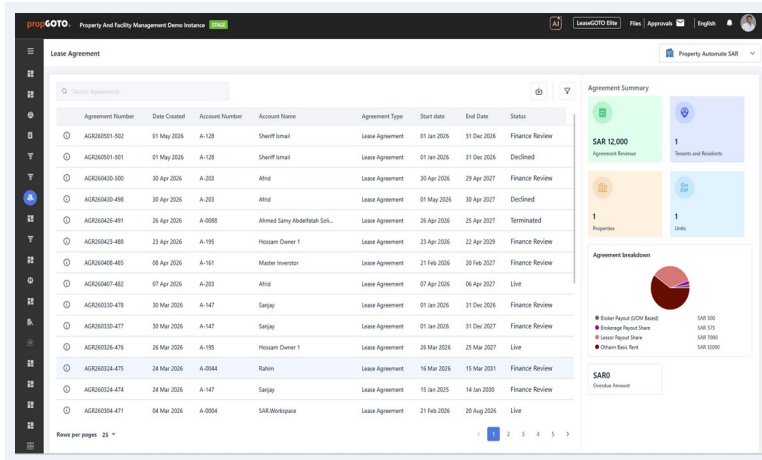 propGOTO. Property And Facility Management Demo Instance STAGE AI LeaseGOTO Elite Files Approvals English
Lease Agreement Property Automate SAR
Search Agreements
Agreement Number Date Created Account Number Account Name Agreement Type Start date End Date Status
AGR260501-502 01 May 2026 A-128 Sheriff Ismail Lease Agreement 01 Jan 2026 31 Dec 2026 Finance Review
AGR260501-501 01 May 2026 A-128 Sheriff Ismail Lease Agreement 01 Jan 2026 31 Dec 2026 Declined
AGR260430-500 30 Apr 2026 A-203 Afrid Lease Agreement 30 Apr 2026 29 Apr 2027 Finance Review
AGR260430-498 30 Apr 2026 A-203 Afrid Lease Agreement 01 May 2026 30 Apr 2027 Declined
AGR260426-491 26 Apr 2026 A-0088 Ahmed Samy Abdelfatah Soli... Lease Agreement 26 Apr 2026 25 Apr 2027 Terminated
AGR260423-488 23 Apr 2026 A-195 Hossam Owner 1 Lease Agreement 23 Apr 2026 22 Apr 2029 Finance Review
AGR260408-485 08 Apr 2026 A-161 Master Inverstor Lease Agreement 21 Feb 2026 20 Feb 2027 Finance Review
AGR260407-482 07 Apr 2026 A-203 Afrid Lease Agreement 07 Apr 2026 06 Apr 2027 Live
AGR260330-478 30 Mar 2026 A-147 Sanjay Lease Agreement 01 Jan 2026 31 Dec 2026 Finance Review
AGR260330-477 30 Mar 2026 A-147 Sanjay Lease Agreement 01 Jan 2026 31 Dec 2027 Finance Review
AGR260326-476 26 Mar 2026 A-195 Hossam Owner 1 Lease Agreement 26 Mar 2026 25 Mar 2027 Live
AGR260324-475 24 Mar 2026 A-0044 Rahim Lease Agreement 16 Mar 2026 15 Mar 2031 Finance Review
AGR260324-474 24 Mar 2026 A-147 Sanjay Lease Agreement 15 Jan 2025 14 Jan 2030 Finance Review
AGR260304-471 04 Mar 2026 A-0004 SAR.Workspace Lease Agreement 21 Feb 2026 20 Aug 2026 Live
Rows per pages 25 1 2 3 4 5
Agreement Summary
SAR 12,000 1
Agreement Revenue Tenants and Residents
1 1
Properties Units
Agreement breakdown
Broker Payout (UOM Based) SAR 500
Brokerage Payout Share SAR 575
Lessor Payout Share SAR 7000
Othaim Basic Rent SAR 12000
SAR0
Overdue Amount